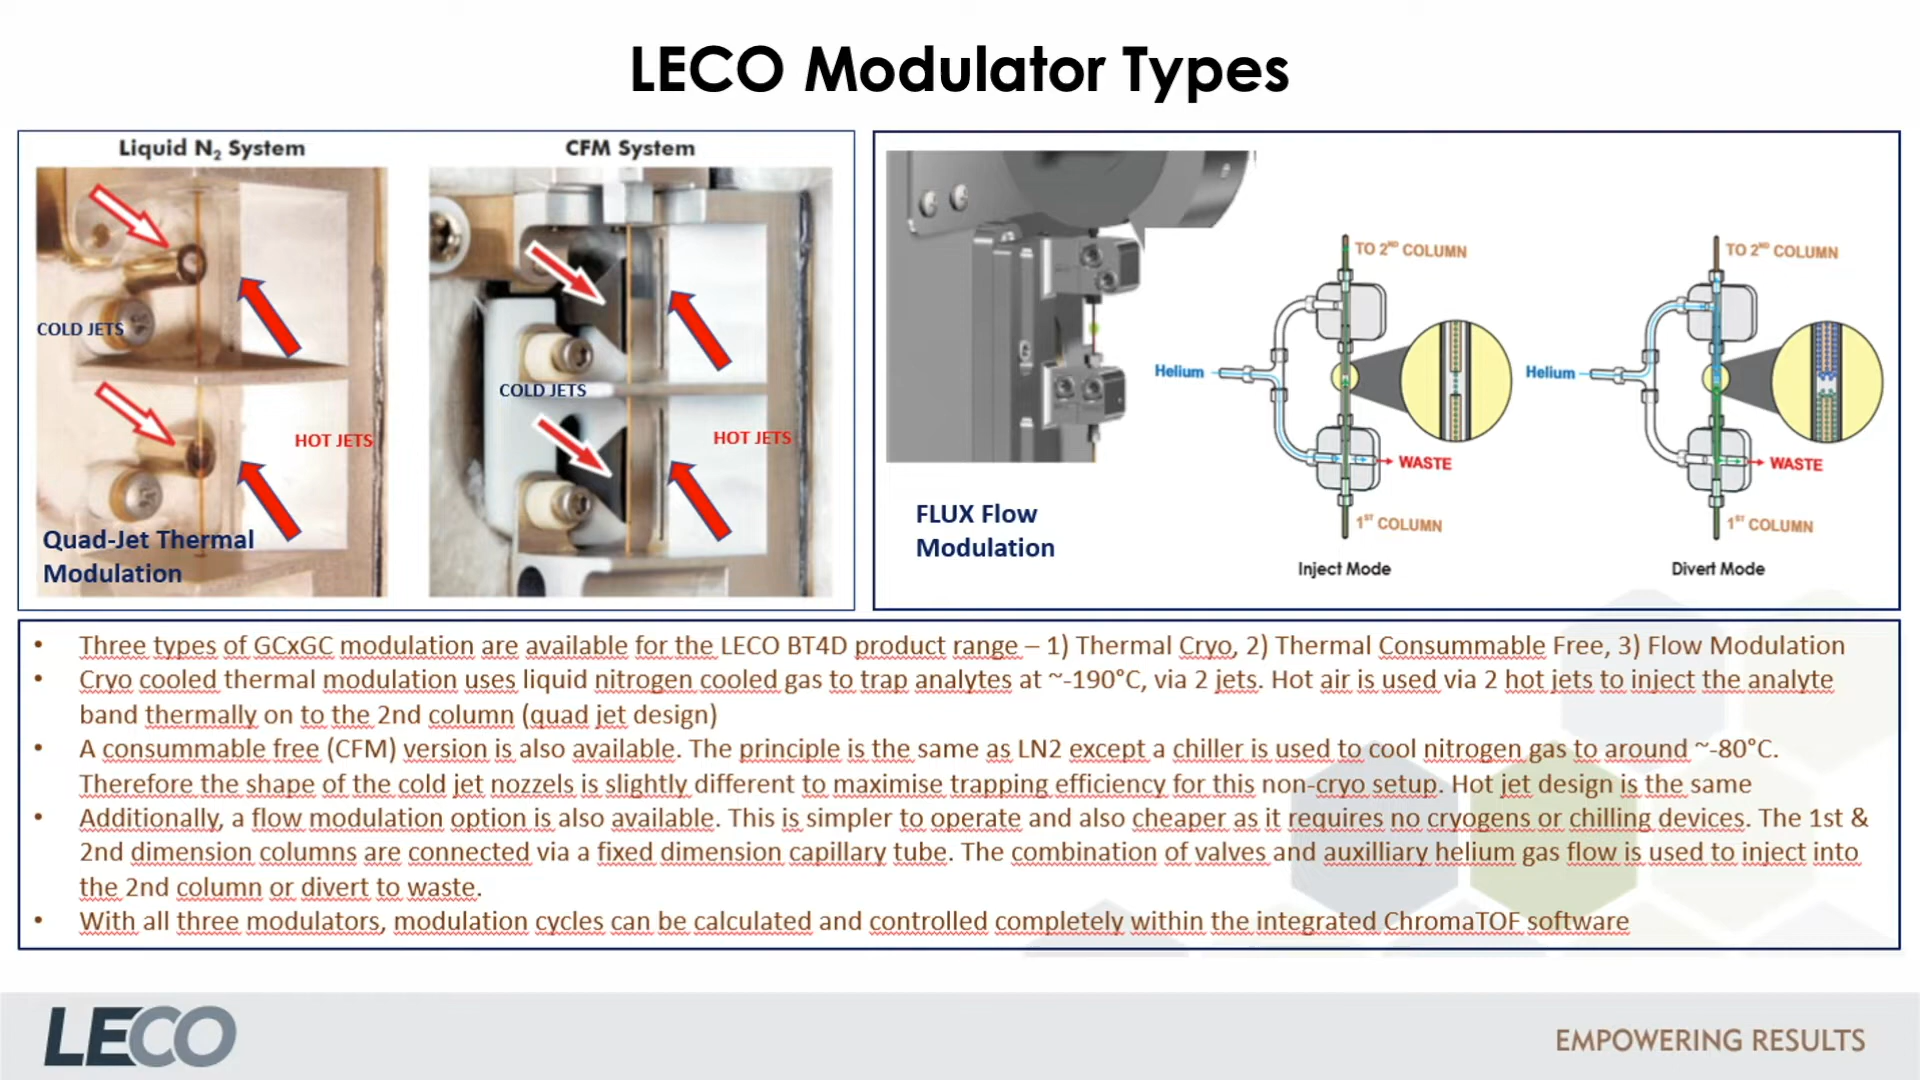 LECO Modulator Types
Liquid N₂ System
CFM System
COLD JETS
HOT JETS
Quad-Jet Thermal
Modulation
COLD JETS
HOT JETS
FLUX Flow
Modulation
TO 2ND COLUMN
Helium
WASTE
1ST COLUMN
Inject Mode
TO 2ND COLUMN
Helium
WASTE
1ST COLUMN
Divert Mode
• Three types of GCxGC modulation are available for the LECO BT4D product range – 1) Thermal Cryo, 2) Thermal Consummable Free, 3) Flow Modulation
• Cryo cooled thermal modulation uses liquid nitrogen cooled gas to trap analytes at ~-190°C, via 2 jets. Hot air is used via 2 hot jets to inject the analyte
band thermally on to the 2nd column (quad jet design)
• A consummable free (CFM) version is also available. The principle is the same as LN2 except a chiller is used to cool nitrogen gas to around ~-80°C.
Therefore the shape of the cold jet nozzels is slightly different to maximise trapping efficiency for this non-cryo setup. Hot jet design is the same
• Additionally, a flow modulation option is also available. This is simpler to operate and also cheaper as it requires no cryogens or chilling devices. The 1st &
2nd dimension columns are connected via a fixed dimension capillary tube. The combination of valves and auxilliary helium gas flow is used to inject into
the 2nd column or divert to waste.
• With all three modulators, modulation cycles can be calculated and controlled completely within the integrated ChromaTOF software
LECO
EMPOWERING RESULTS